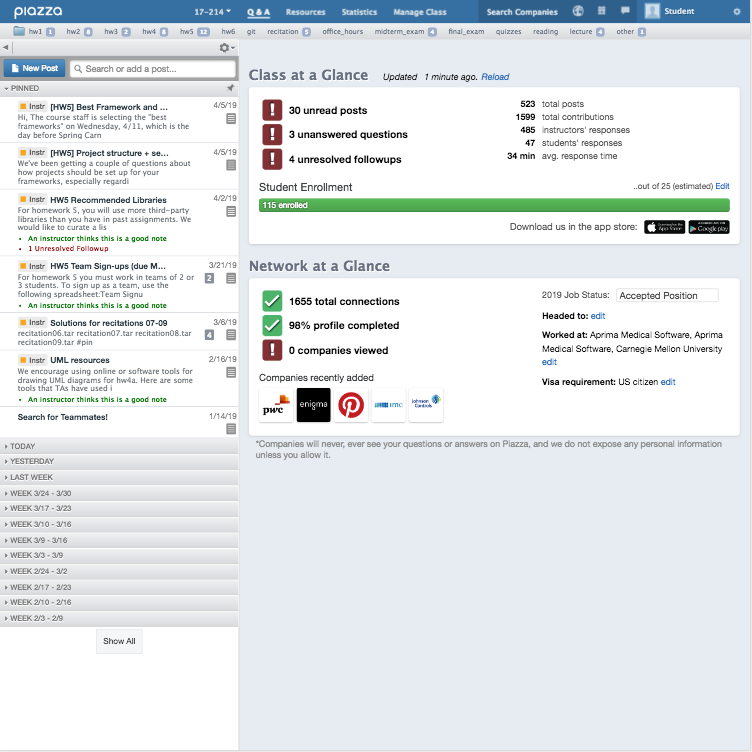 piazza 17-214 Q & A Resources Statistics Manage Class Search Companies Student
hw1 1 hw2 8 hw3 2 hw4 8 hw5 12 hw6 git recitation 5 office_hours midterm_exam 4 final_exam quizzes reading lecture 4 other 1
New Post Search or add a post...
PINNED
Instr [HW5] Best Framework and ... 4/5/19
Hi, The course staff is selecting the "best
frameworks" on Wednesday, 4/11, which is the
day before Spring Carn
Instr [HW5] Project structure + se... 4/5/19
We've been getting a couple of questions about
how projects should be set up for your
frameworks, especially regardi
Instr HW5 Recommended Libraries 4/2/19
For homework 5, you will use more third-party
libraries than you have in past assignments. We
would like to curate a lis
• An instructor thinks this is a good note
• 1 Unresolved Followup
Instr HW5 Team Sign-ups (due M... 3/21/19
For homework 5 you must work in teams of 2 or
3 students. To sign up as a team, use the
following spreadsheet:Team Signu
2
• An instructor thinks this is a good note
Instr Solutions for recitations 07-09 3/6/19
recitation06.tar recitation07.tar recitation08.tar
recitation09.tar #pin
4
Instr UML resources 2/16/19
We encourage using online or software tools for
drawing UML diagrams for hw4a. Here are some
tools that TAs have used i
• An instructor thinks this is a good note
Search for Teammates! 1/14/19
TODAY
YESTERDAY
LAST WEEK
WEEK 3/24 - 3/30
WEEK 3/17 - 3/23
WEEK 3/10 - 3/16
WEEK 3/9 - 3/16
WEEK 3/3 - 3/9
WEEK 2/24 - 3/2
WEEK 2/17 - 2/23
WEEK 2/10 - 2/16
WEEK 2/3 - 2/9
Show All
Class at a Glance Updated 1 minute ago. Reload
30 unread posts
3 unanswered questions
4 unresolved followups
523 total posts
1599 total contributions
485 instructors' responses
47 students' responses
34 min avg. response time
Student Enrollment ..out of 25 (estimated) Edit
115 enrolled
Download us in the app store: App Store Google play
Network at a Glance
1655 total connections
98% profile completed
0 companies viewed
Companies recently added
pwc enigma imc Johnson Controls
2019 Job Status: Accepted Position
Headed to: edit
Worked at: Aprima Medical Software, Aprima
Medical Software, Carnegie Mellon University
edit
Visa requirement: US citizen edit
*Companies will never, ever see your questions or answers on Piazza, and we do not expose any personal information
unless you allow it.